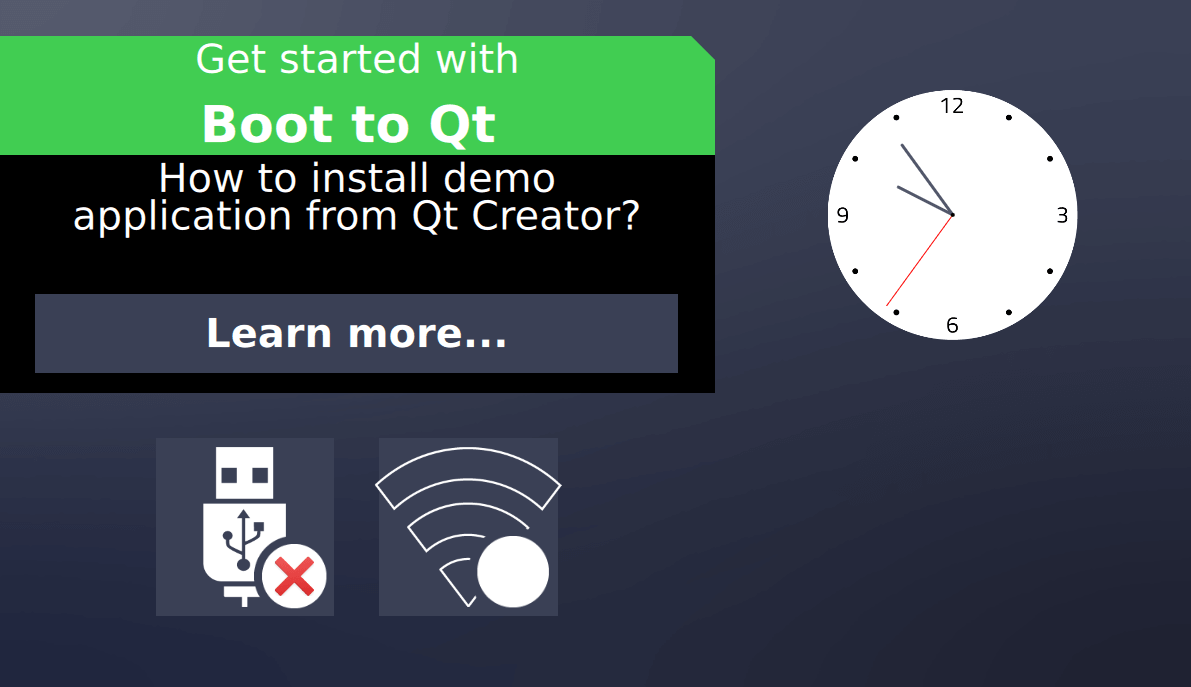 Get started with
Boot to Qt
How to install demo
application from Qt Creator?
Learn more...
12
9
3
6